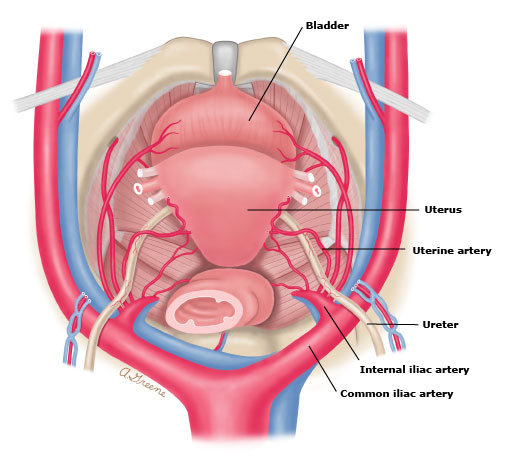 Bladder
Uterus
Uterine artery
Ureter
Internal iliac artery
Common iliac artery
A.Greene